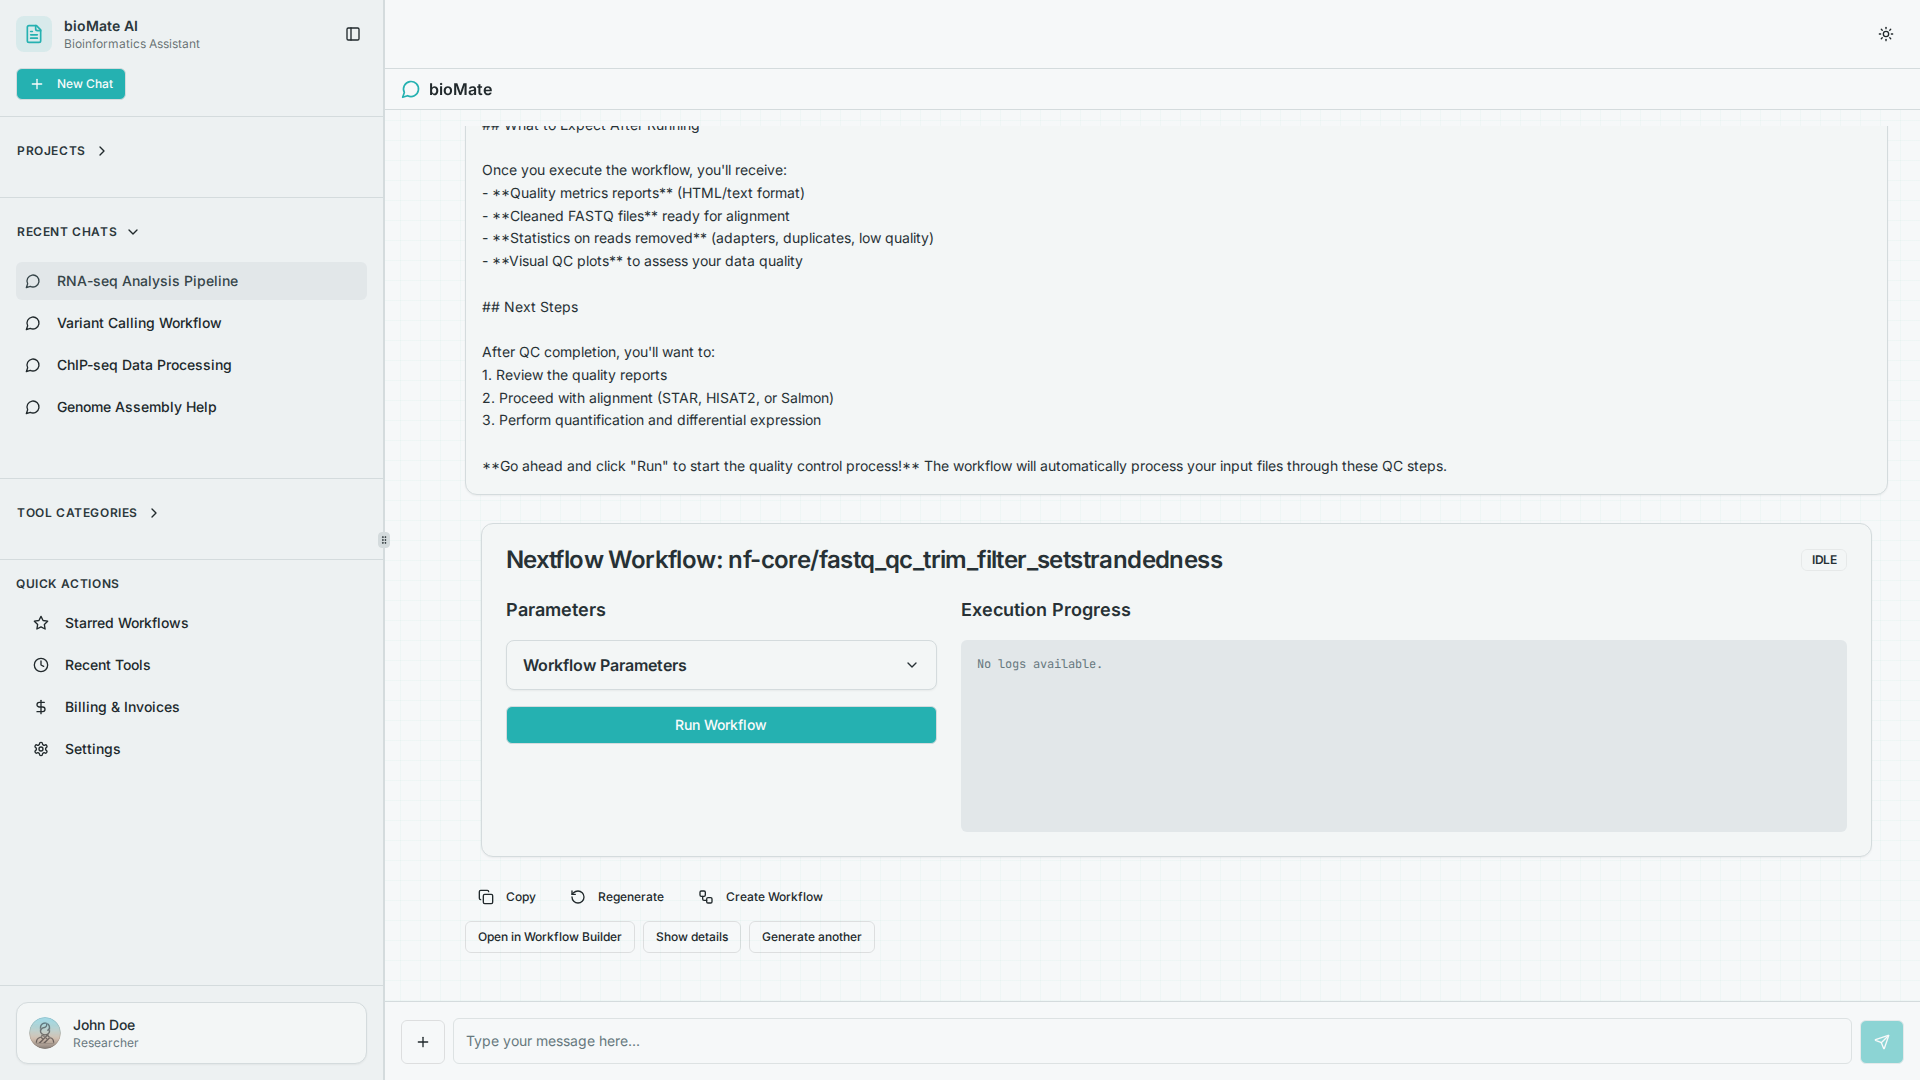 bioMate AI
Bioinformatics Assistant
New Chat
PROJECTS
RECENT CHATS
RNA-seq Analysis Pipeline
Variant Calling Workflow
ChIP-seq Data Processing
Genome Assembly Help
TOOL CATEGORIES
QUICK ACTIONS
Starred Workflows
Recent Tools
Billing & Invoices
Settings
John Doe
Researcher
bioMate
## What to Expect After Running
Once you execute the workflow, you'll receive:
- **Quality metrics reports** (HTML/text format)
- **Cleaned FASTQ files** ready for alignment
- **Statistics on reads removed** (adapters, duplicates, low quality)
- **Visual QC plots** to assess your data quality
## Next Steps
After QC completion, you'll want to:
1. Review the quality reports
2. Proceed with alignment (STAR, HISAT2, or Salmon)
3. Perform quantification and differential expression
**Go ahead and click "Run" to start the quality control process!** The workflow will automatically process your input files through these QC steps.
Nextflow Workflow: nf-core/fastq_qc_trim_filter_setstrandedness
IDLE
Parameters
Workflow Parameters
Run Workflow
Execution Progress
No logs available.
Copy
Regenerate
Create Workflow
Open in Workflow Builder
Show details
Generate another
Type your message here...